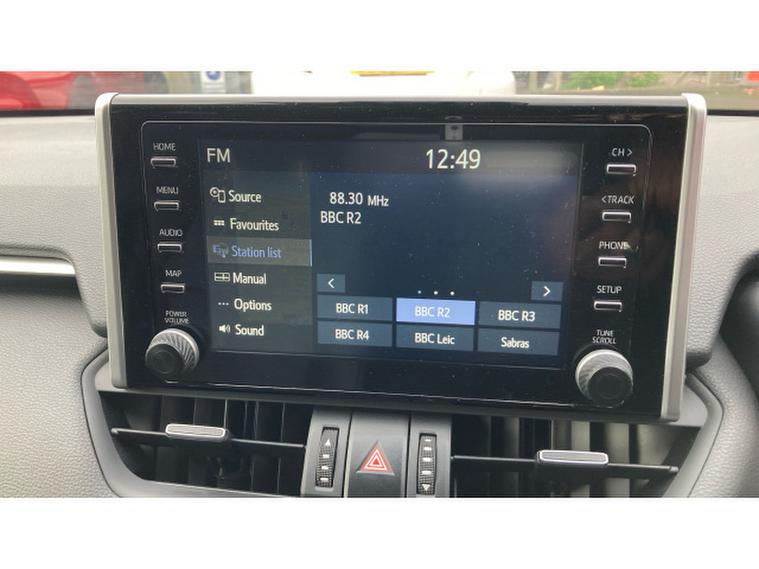 HOME
MENU
AUDIO
MAP
POWER
VOLUME
FM
12:49
Source
Favourites
Station list
Manual
Options
Sound
88.30 MHz
BBC R2
<
>
BBC R1
BBC R2
BBC R3
BBC R4
BBC Leic
Sabras
CH >
<TRACK
PHONE
SETUP
TUNE
SCROLL